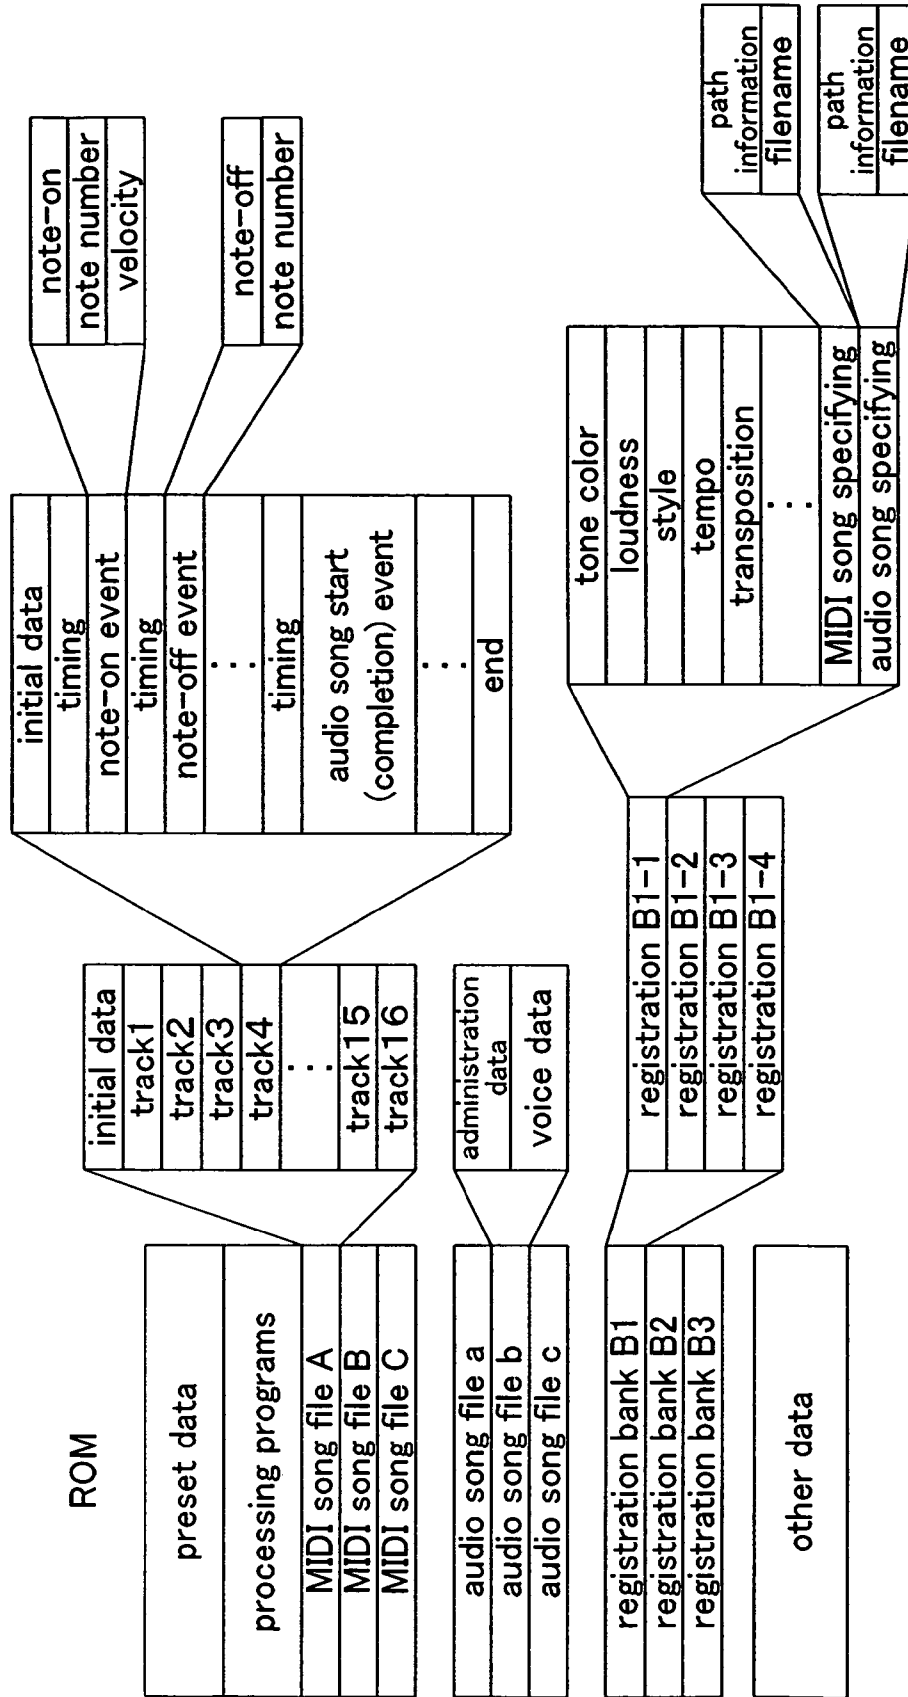 ROM
preset data
processing programs
MIDI song file A
MIDI song file B
MIDI song file C
audio song file a
audio song file b
audio song file c
registration bank B1
registration bank B2
registration bank B3
other data
initial data
track1
track2
track3
track4
...
track15
track16
administration
data
voice data
registration B1-1
registration B1-2
registration B1-3
registration B1-4
initial data
timing
note-on event
timing
note-off event
...
timing
audio song start
(completion) event
...
end
tone color
loudness
style
tempo
transposition
...
MIDI song specifying
audio song specifying
note-on
note number
velocity
note-off
note number
path
information
filename
path
information
filename